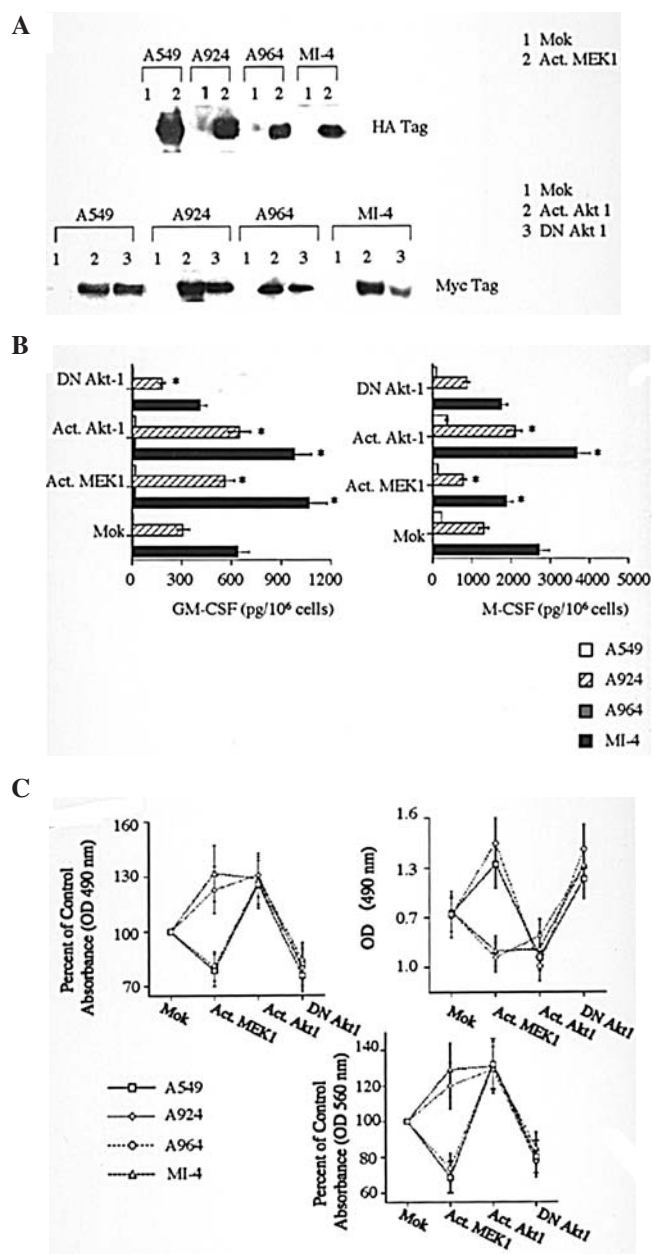 A
A549 A924 A964 MI-4
1 2 1 2 1 2 1 2
HA Tag
1 Mok
2 Act. MEK1
A549 A924 A964 MI-4
1 2 3 1 2 3 1 2 3 1 2 3
Myc Tag
1 Mok
2 Act. Akt 1
3 DN Akt 1
B
DN Akt-1
*
Act. Akt-1
*
*
Act. MEK1
*
*
Mok
0 300 600 900 1200
GM-CSF (pg/10⁶ cells)
DN Akt-1
Act. Akt-1
*
*
Act. MEK1
*
*
Mok
0 1000 2000 3000 4000 5000
M-CSF (pg/10⁶ cells)
A549
A924
A964
MI-4
C
Percent of Control
Absorbance (OD 490 nm)
160
130
100
70
Mok Act. MEK1 Act. Akt1 DN Akt1
OD (490 nm)
1.6
1.3
0.7
1.0
Mok Act. MEK1 Act. Akt1 DN Akt1
A549
A924
A964
MI-4
Percent of Control
Absorbance (OD 560 nm)
140
120
100
80
60
Mok Act. MEK1 Act. Akt1 DN Akt1